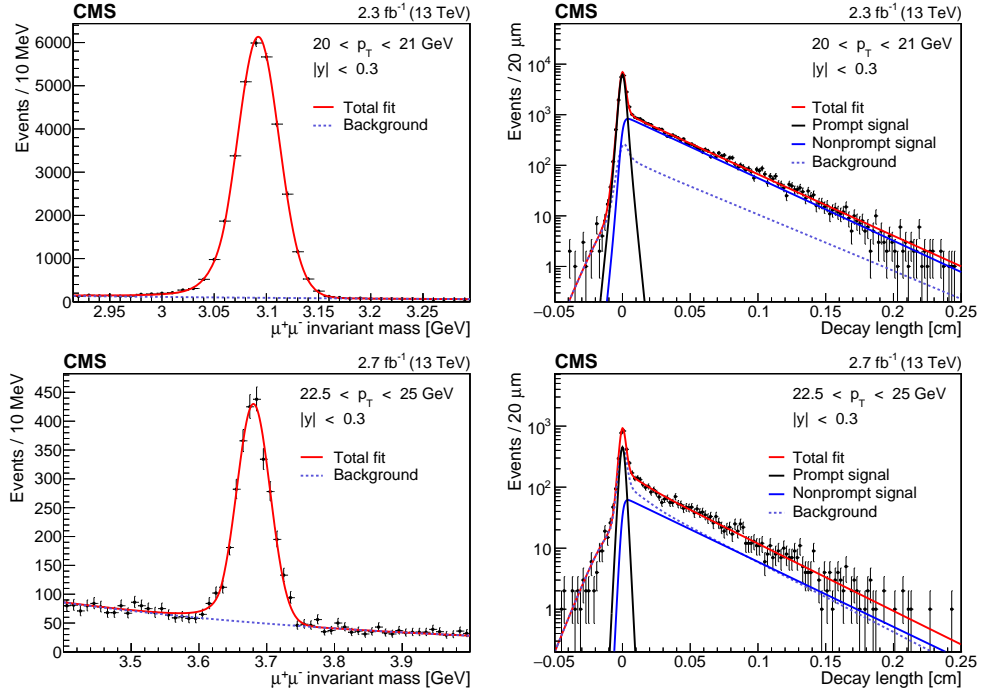 CMS 2.3 fb⁻¹ (13 TeV)
Events / 10 MeV
20 < p_T < 21 GeV
|y| < 0.3
Total fit
Background
6000
5000
4000
3000
2000
1000
0
2.95 3 3.05 3.1 3.15 3.2 3.25
μ⁺μ⁻ invariant mass [GeV]
CMS 2.3 fb⁻¹ (13 TeV)
Events / 20 μm
20 < p_T < 21 GeV
|y| < 0.3
Total fit
Prompt signal
Nonprompt signal
Background
10⁴
10³
10²
10
1
−0.05 0 0.05 0.1 0.15 0.2 0.25
Decay length [cm]
CMS 2.7 fb⁻¹ (13 TeV)
Events / 10 MeV
22.5 < p_T < 25 GeV
|y| < 0.3
Total fit
Background
450
400
350
300
250
200
150
100
50
0
3.5 3.6 3.7 3.8 3.9
μ⁺μ⁻ invariant mass [GeV]
CMS 2.7 fb⁻¹ (13 TeV)
Events / 20 μm
22.5 < p_T < 25 GeV
|y| < 0.3
Total fit
Prompt signal
Nonprompt signal
Background
10³
10²
10
1
−0.05 0 0.05 0.1 0.15 0.2 0.25
Decay length [cm]